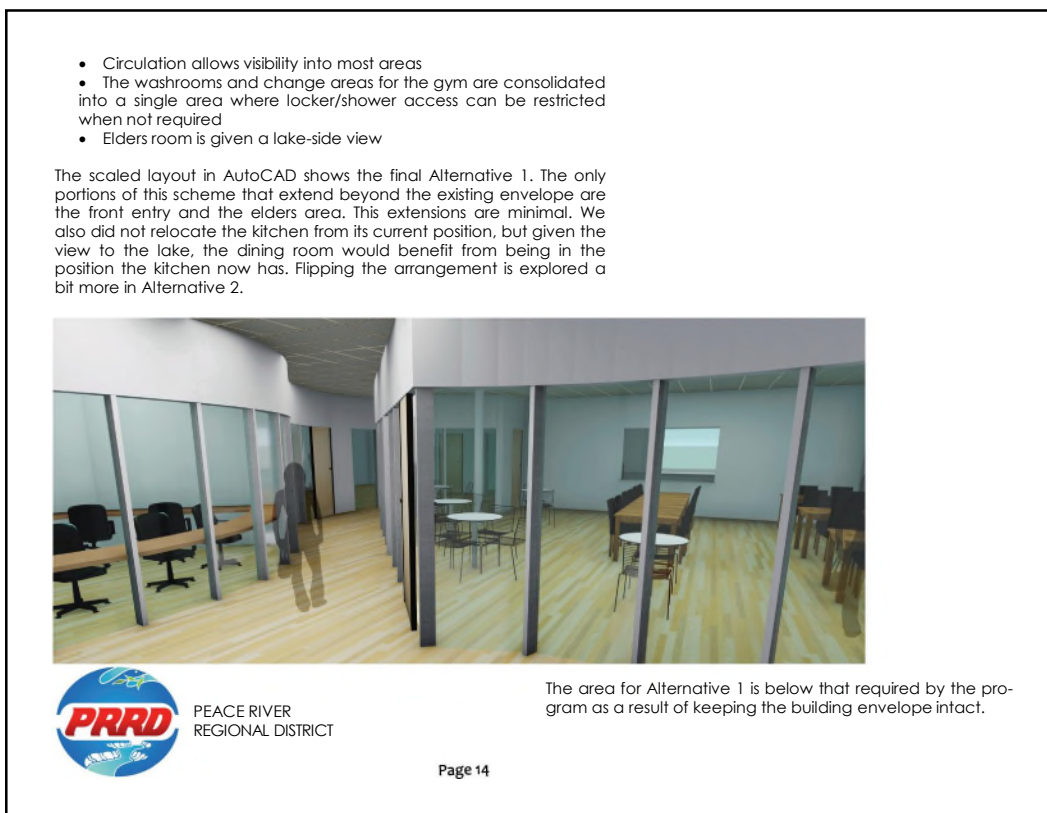 • Circulation allows visibility into most areas
• The washrooms and change areas for the gym are consolidated
into a single area where locker/shower access can be restricted
when not required
• Elders room is given a lake-side view
The scaled layout in AutoCAD shows the final Alternative 1. The only
portions of this scheme that extend beyond the existing envelope are
the front entry and the elders area. This extensions are minimal. We
also did not relocate the kitchen from its current position, but given the
view to the lake, the dining room would benefit from being in the
position the kitchen now has. Flipping the arrangement is explored a
bit more in Alternative 2.
PRRD
PEACE RIVER
REGIONAL DISTRICT
The area for Alternative 1 is below that required by the pro-
gram as a result of keeping the building envelope intact.
Page 14